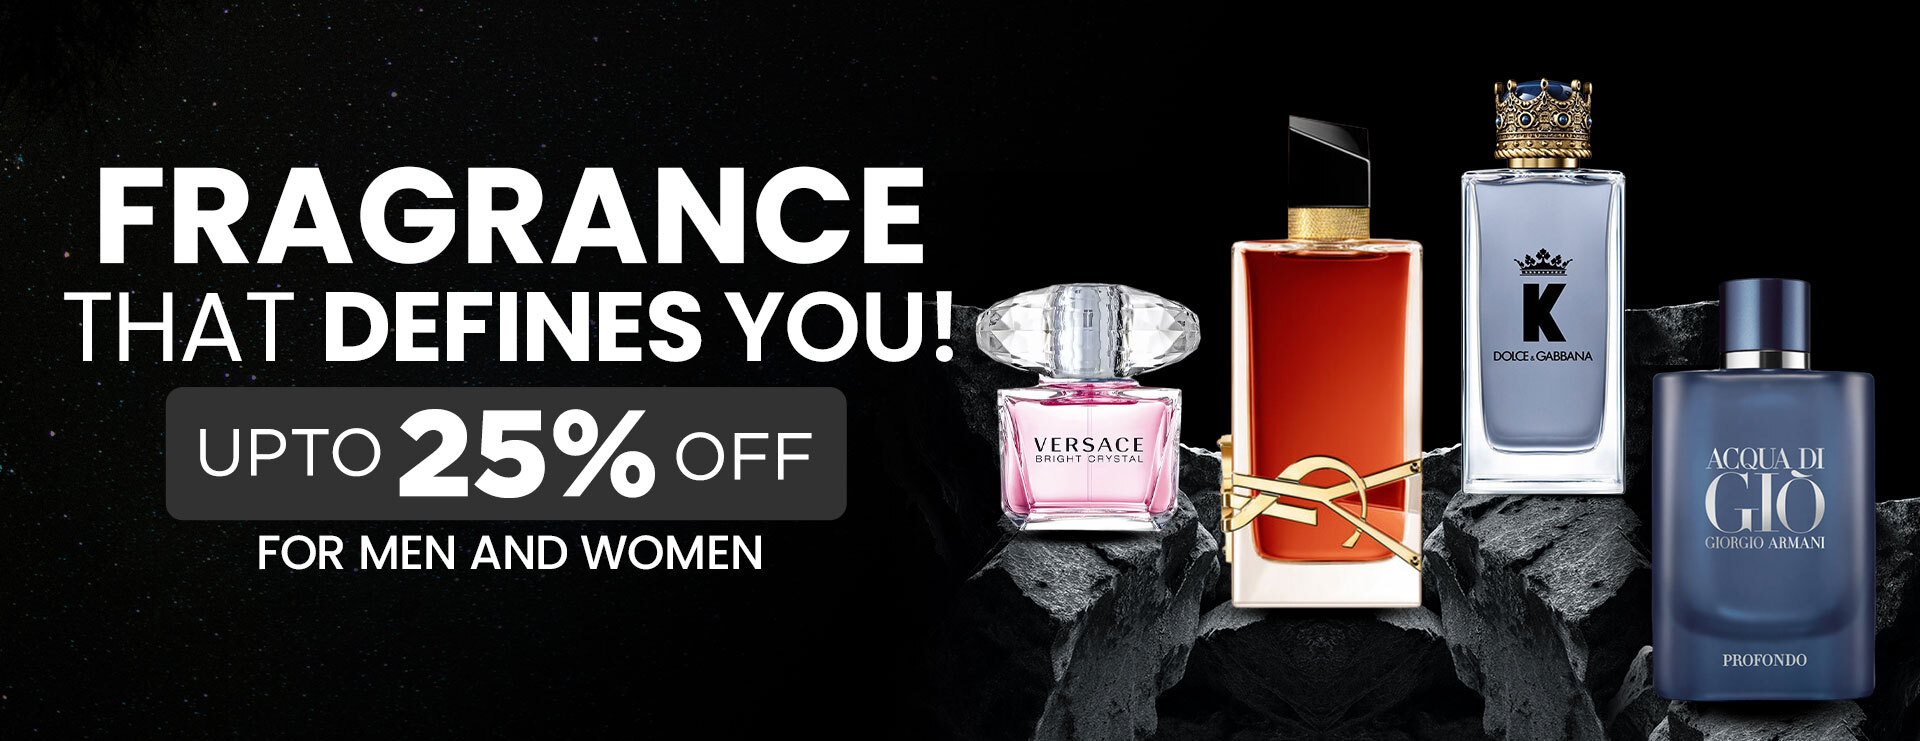 FRAGRANCE
THAT DEFINES YOU!
UPTO 25% OFF
FOR MEN AND WOMEN
VERSACE
BRIGHT CRYSTAL
K
DOLCE & GABBANA
ACQUA DI
GIÒ
GIORGIO ARMANI
PROFONDO